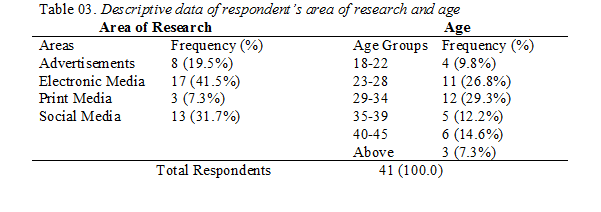 Table 03. Descriptive data of respondent's area of research and age
Area of Research Age
Areas Frequency (%) Age Groups Frequency (%)
Advertisements 8 (19.5%) 18-22 4 (9.8%)
Electronic Media 17 (41.5%) 23-28 11 (26.8%)
Print Media 3 (7.3%) 29-34 12 (29.3%)
Social Media 13 (31.7%) 35-39 5 (12.2%)
40-45 6 (14.6%)
Above 3 (7.3%)
Total Respondents 41 (100.0)